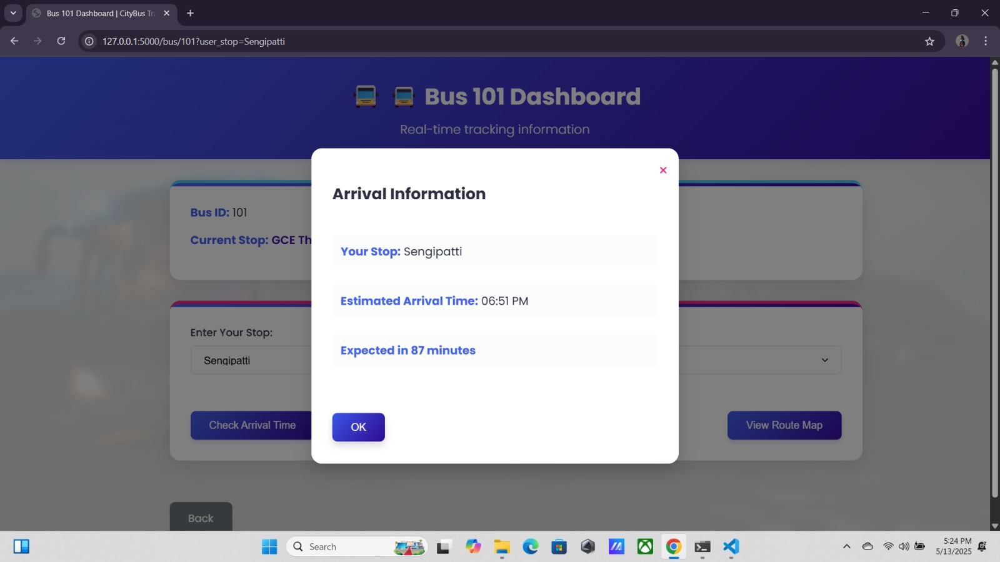 Bus 101 Dashboard | CityBus Tr
127.0.0.1:5000/bus/101?user_stop=Sengipatti
Bus 101 Dashboard
Real-time tracking information
Bus ID: 101
Current Stop: GCE Th
Arrival Information
Your Stop: Sengipatti
Estimated Arrival Time: 06:51 PM
Expected in 87 minutes
OK
Enter Your Stop:
Sengipatti
Check Arrival Time
View Route Map
Back
Search
5:24 PM
5/13/2025